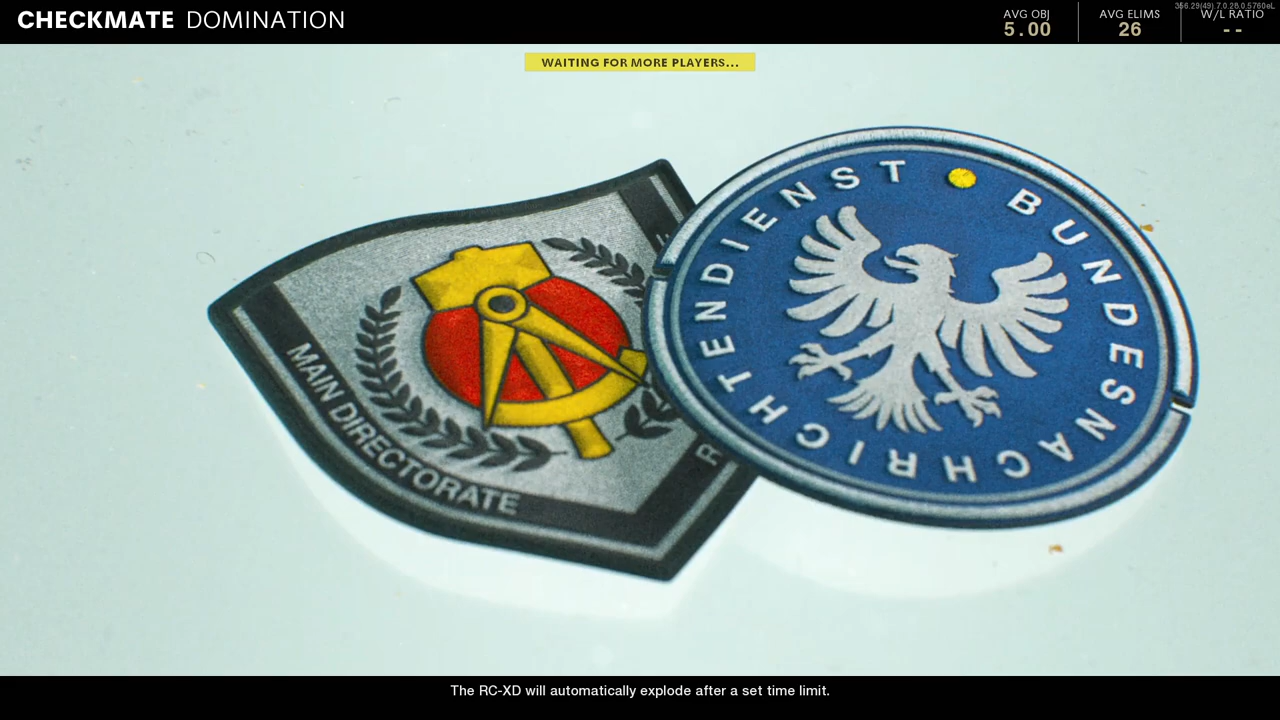 CHECKMATE DOMINATION
AVG OBJ
5.00
AVG ELIMS
26
W/L RATIO
--
WAITING FOR MORE PLAYERS...
MAIN DIRECTORATE
R
BUNDESNACHRICHTENDIENST
The RC-XD will automatically explode after a set time limit.